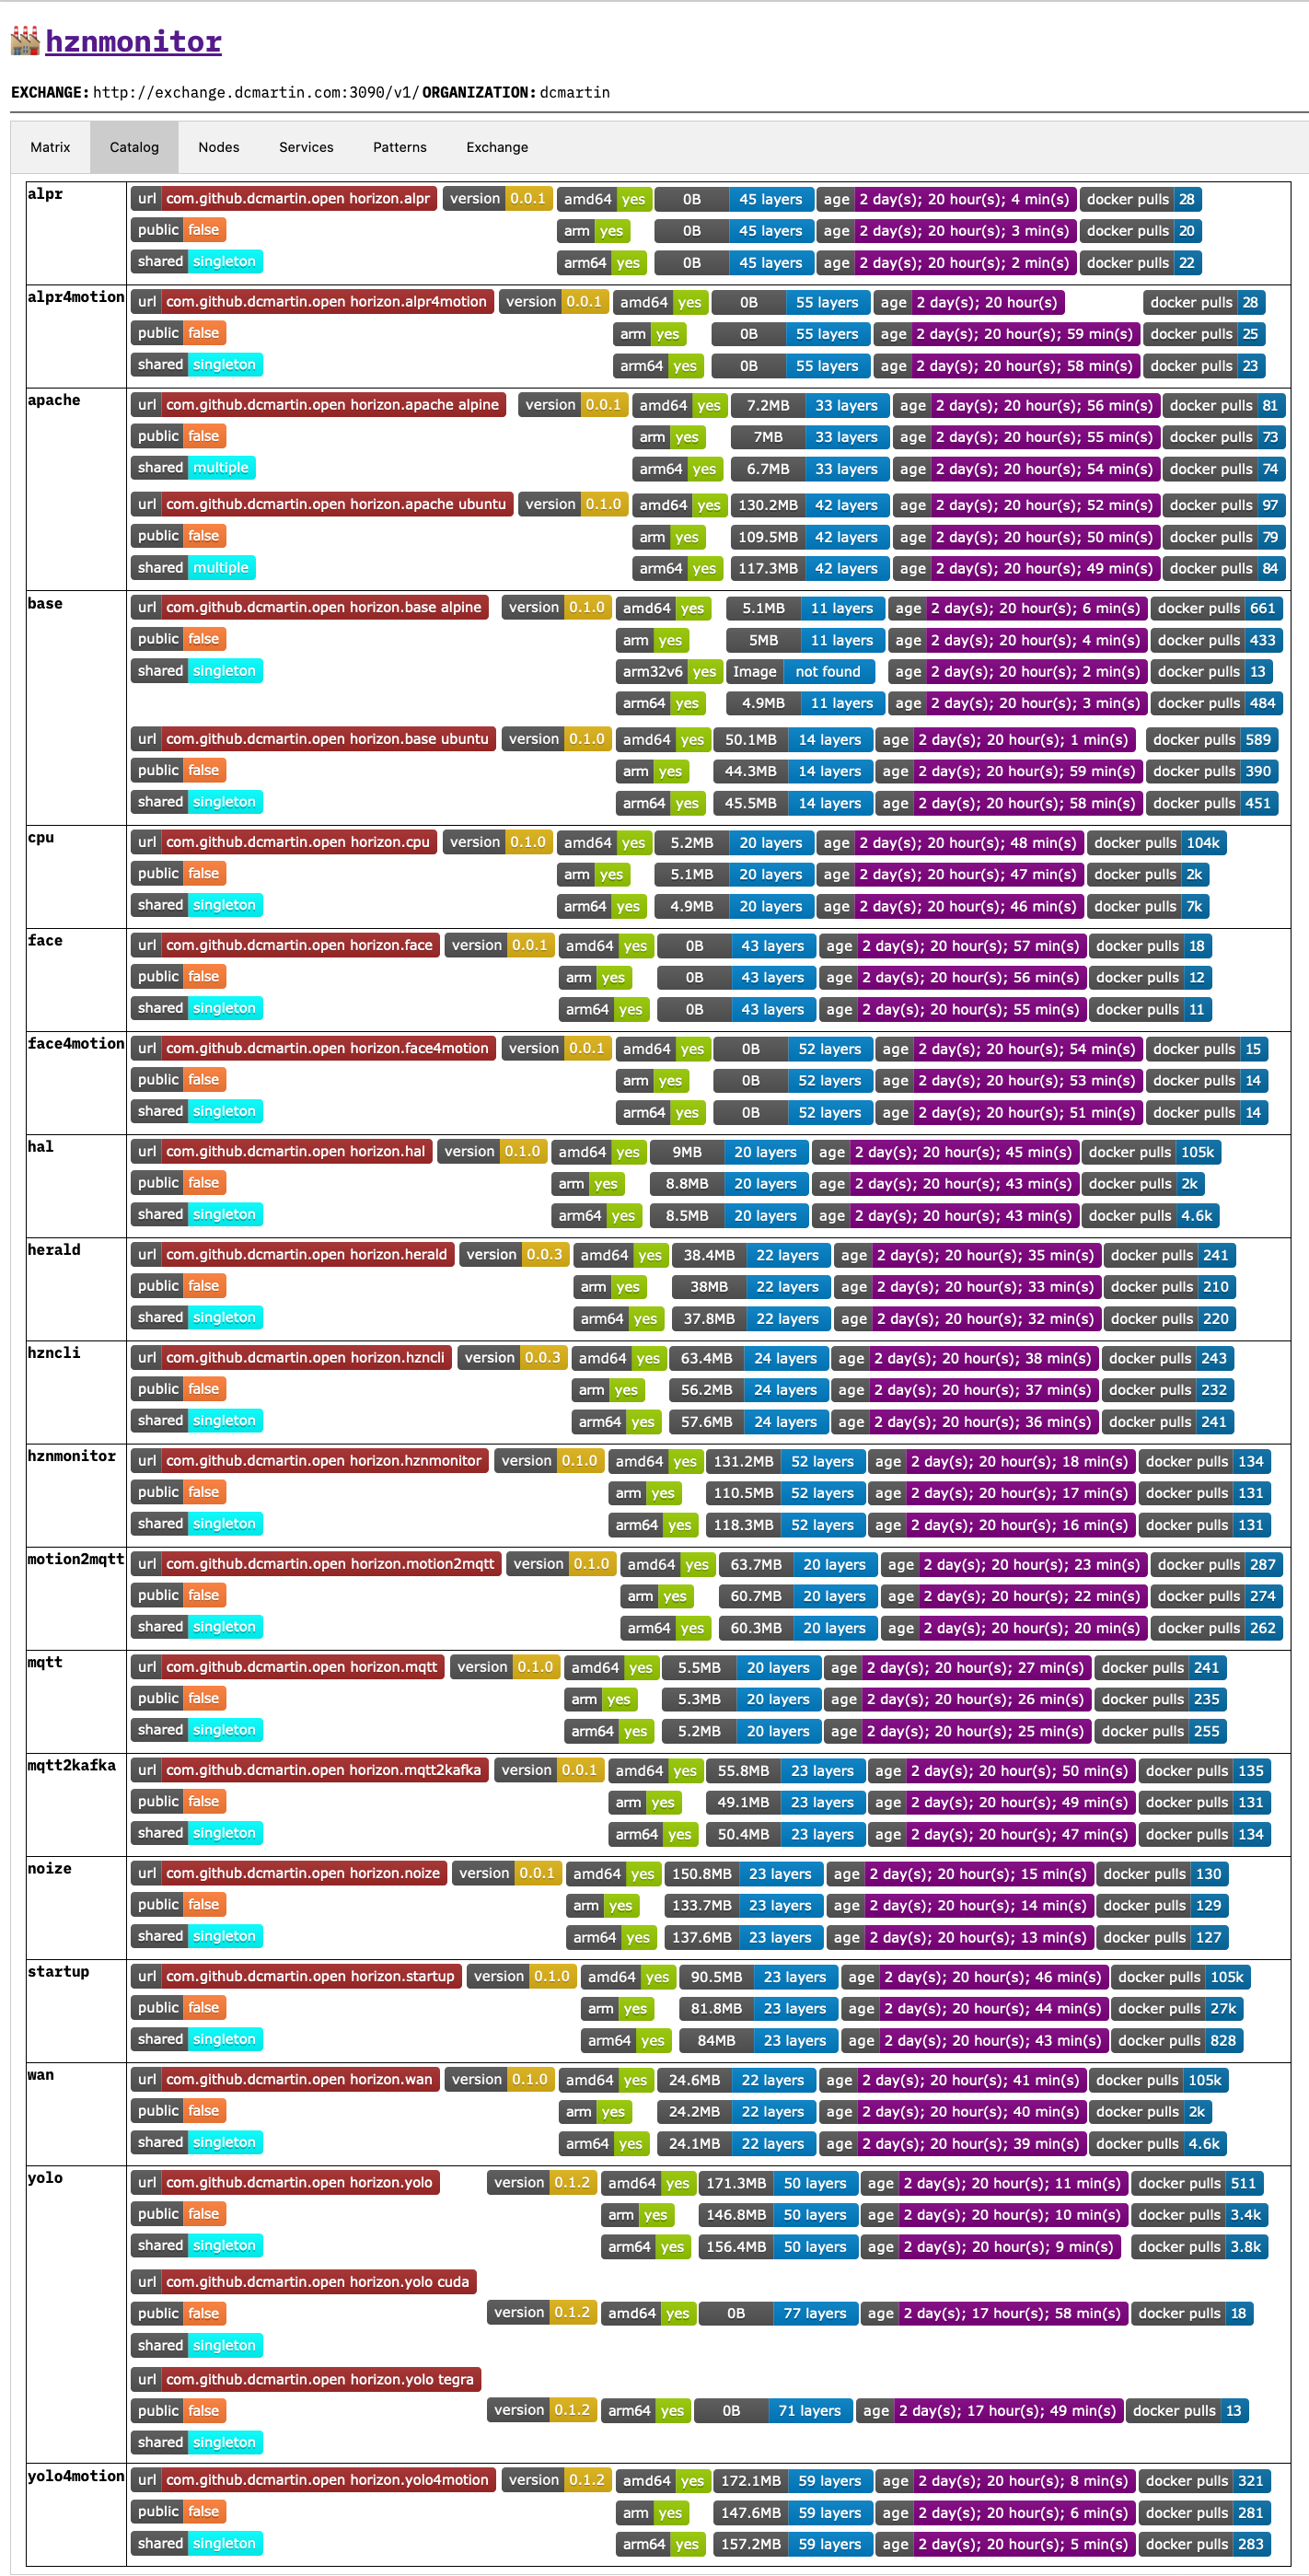 hznmonitor
EXCHANGE: http://exchange.dcmartin.com:3090/v1/ ORGANIZATION: dcmartin
Matrix Catalog Nodes Services Patterns Exchange
alpr url com.github.dcmartin.open horizon.alpr version 0.0.1 amd64 yes 0B 45 layers age 2 day(s); 20 hour(s); 4 min(s) docker pulls 28
public false arm yes 0B 45 layers age 2 day(s); 20 hour(s); 3 min(s) docker pulls 20
shared singleton arm64 yes 0B 45 layers age 2 day(s); 20 hour(s); 2 min(s) docker pulls 22
alpr4motion url com.github.dcmartin.open horizon.alpr4motion version 0.0.1 amd64 yes 0B 55 layers age 2 day(s); 20 hour(s) docker pulls 28
public false arm yes 0B 55 layers age 2 day(s); 20 hour(s); 59 min(s) docker pulls 25
shared singleton arm64 yes 0B 55 layers age 2 day(s); 20 hour(s); 58 min(s) docker pulls 23
apache url com.github.dcmartin.open horizon.apache alpine version 0.0.1 amd64 yes 7.2MB 33 layers age 2 day(s); 20 hour(s); 56 min(s) docker pulls 81
public false arm yes 7MB 33 layers age 2 day(s); 20 hour(s); 55 min(s) docker pulls 73
shared multiple arm64 yes 6.7MB 33 layers age 2 day(s); 20 hour(s); 54 min(s) docker pulls 74
url com.github.dcmartin.open horizon.apache ubuntu version 0.1.0 amd64 yes 130.2MB 42 layers age 2 day(s); 20 hour(s); 52 min(s) docker pulls 97
public false arm yes 109.5MB 42 layers age 2 day(s); 20 hour(s); 50 min(s) docker pulls 79
shared multiple arm64 yes 117.3MB 42 layers age 2 day(s); 20 hour(s); 49 min(s) docker pulls 84
base url com.github.dcmartin.open horizon.base alpine version 0.1.0 amd64 yes 5.1MB 11 layers age 2 day(s); 20 hour(s); 6 min(s) docker pulls 661
public false arm yes 5MB 11 layers age 2 day(s); 20 hour(s); 4 min(s) docker pulls 433
shared singleton arm32v6 yes Image not found age 2 day(s); 20 hour(s); 2 min(s) docker pulls 13
arm64 yes 4.9MB 11 layers age 2 day(s); 20 hour(s); 3 min(s) docker pulls 484
url com.github.dcmartin.open horizon.base ubuntu version 0.1.0 amd64 yes 50.1MB 14 layers age 2 day(s); 20 hour(s); 1 min(s) docker pulls 589
public false arm yes 44.3MB 14 layers age 2 day(s); 20 hour(s); 59 min(s) docker pulls 390
shared singleton arm64 yes 45.5MB 14 layers age 2 day(s); 20 hour(s); 58 min(s) docker pulls 451
cpu url com.github.dcmartin.open horizon.cpu version 0.1.0 amd64 yes 5.2MB 20 layers age 2 day(s); 20 hour(s); 48 min(s) docker pulls 104k
public false arm yes 5.1MB 20 layers age 2 day(s); 20 hour(s); 47 min(s) docker pulls 2k
shared singleton arm64 yes 4.9MB 20 layers age 2 day(s); 20 hour(s); 46 min(s) docker pulls 7k
face url com.github.dcmartin.open horizon.face version 0.0.1 amd64 yes 0B 43 layers age 2 day(s); 20 hour(s); 57 min(s) docker pulls 18
public false arm yes 0B 43 layers age 2 day(s); 20 hour(s); 56 min(s) docker pulls 12
shared singleton arm64 yes 0B 43 layers age 2 day(s); 20 hour(s); 55 min(s) docker pulls 11
face4motion url com.github.dcmartin.open horizon.face4motion version 0.0.1 amd64 yes 0B 52 layers age 2 day(s); 20 hour(s); 54 min(s) docker pulls 15
public false arm yes 0B 52 layers age 2 day(s); 20 hour(s); 53 min(s) docker pulls 14
shared singleton arm64 yes 0B 52 layers age 2 day(s); 20 hour(s); 51 min(s) docker pulls 14
hal url com.github.dcmartin.open horizon.hal version 0.1.0 amd64 yes 9MB 20 layers age 2 day(s); 20 hour(s); 45 min(s) docker pulls 105k
public false arm yes 8.8MB 20 layers age 2 day(s); 20 hour(s); 43 min(s) docker pulls 2k
shared singleton arm64 yes 8.5MB 20 layers age 2 day(s); 20 hour(s); 43 min(s) docker pulls 4.6k
herald url com.github.dcmartin.open horizon.herald version 0.0.3 amd64 yes 38.4MB 22 layers age 2 day(s); 20 hour(s); 35 min(s) docker pulls 241
public false arm yes 38MB 22 layers age 2 day(s); 20 hour(s); 33 min(s) docker pulls 210
shared singleton arm64 yes 37.8MB 22 layers age 2 day(s); 20 hour(s); 32 min(s) docker pulls 220
hzncli url com.github.dcmartin.open horizon.hzncli version 0.0.3 amd64 yes 63.4MB 24 layers age 2 day(s); 20 hour(s); 38 min(s) docker pulls 243
public false arm yes 56.2MB 24 layers age 2 day(s); 20 hour(s); 37 min(s) docker pulls 232
shared singleton arm64 yes 57.6MB 24 layers age 2 day(s); 20 hour(s); 36 min(s) docker pulls 241
hznmonitor url com.github.dcmartin.open horizon.hznmonitor version 0.1.0 amd64 yes 131.2MB 52 layers age 2 day(s); 20 hour(s); 18 min(s) docker pulls 134
public false arm yes 110.5MB 52 layers age 2 day(s); 20 hour(s); 17 min(s) docker pulls 131
shared singleton arm64 yes 118.3MB 52 layers age 2 day(s); 20 hour(s); 16 min(s) docker pulls 131
motion2mqtt url com.github.dcmartin.open horizon.motion2mqtt version 0.1.0 amd64 yes 63.7MB 20 layers age 2 day(s); 20 hour(s); 23 min(s) docker pulls 287
public false arm yes 60.7MB 20 layers age 2 day(s); 20 hour(s); 22 min(s) docker pulls 274
shared singleton arm64 yes 60.3MB 20 layers age 2 day(s); 20 hour(s); 20 min(s) docker pulls 262
mqtt url com.github.dcmartin.open horizon.mqtt version 0.1.0 amd64 yes 5.5MB 20 layers age 2 day(s); 20 hour(s); 27 min(s) docker pulls 241
public false arm yes 5.3MB 20 layers age 2 day(s); 20 hour(s); 26 min(s) docker pulls 235
shared singleton arm64 yes 5.2MB 20 layers age 2 day(s); 20 hour(s); 25 min(s) docker pulls 255
mqtt2kafka url com.github.dcmartin.open horizon.mqtt2kafka version 0.0.1 amd64 yes 55.8MB 23 layers age 2 day(s); 20 hour(s); 50 min(s) docker pulls 135
public false arm yes 49.1MB 23 layers age 2 day(s); 20 hour(s); 49 min(s) docker pulls 131
shared singleton arm64 yes 50.4MB 23 layers age 2 day(s); 20 hour(s); 47 min(s) docker pulls 134
noize url com.github.dcmartin.open horizon.noize version 0.0.1 amd64 yes 150.8MB 23 layers age 2 day(s); 20 hour(s); 15 min(s) docker pulls 130
public false arm yes 133.7MB 23 layers age 2 day(s); 20 hour(s); 14 min(s) docker pulls 129
shared singleton arm64 yes 137.6MB 23 layers age 2 day(s); 20 hour(s); 13 min(s) docker pulls 127
startup url com.github.dcmartin.open horizon.startup version 0.1.0 amd64 yes 90.5MB 23 layers age 2 day(s); 20 hour(s); 46 min(s) docker pulls 105k
public false arm yes 81.8MB 23 layers age 2 day(s); 20 hour(s); 44 min(s) docker pulls 27k
shared singleton arm64 yes 84MB 23 layers age 2 day(s); 20 hour(s); 43 min(s) docker pulls 828
wan url com.github.dcmartin.open horizon.wan version 0.1.0 amd64 yes 24.6MB 22 layers age 2 day(s); 20 hour(s); 41 min(s) docker pulls 105k
public false arm yes 24.2MB 22 layers age 2 day(s); 20 hour(s); 40 min(s) docker pulls 2k
shared singleton arm64 yes 24.1MB 22 layers age 2 day(s); 20 hour(s); 39 min(s) docker pulls 4.6k
yolo url com.github.dcmartin.open horizon.yolo version 0.1.2 amd64 yes 171.3MB 50 layers age 2 day(s); 20 hour(s); 11 min(s) docker pulls 511
public false arm yes 146.8MB 50 layers age 2 day(s); 20 hour(s); 10 min(s) docker pulls 3.4k
shared singleton arm64 yes 156.4MB 50 layers age 2 day(s); 20 hour(s); 9 min(s) docker pulls 3.8k
url com.github.dcmartin.open horizon.yolo cuda
public false version 0.1.2 amd64 yes 0B 77 layers age 2 day(s); 17 hour(s); 58 min(s) docker pulls 18
shared singleton
url com.github.dcmartin.open horizon.yolo tegra
public false version 0.1.2 arm64 yes 0B 71 layers age 2 day(s); 17 hour(s); 49 min(s) docker pulls 13
shared singleton
yolo4motion url com.github.dcmartin.open horizon.yolo4motion version 0.1.2 amd64 yes 172.1MB 59 layers age 2 day(s); 20 hour(s); 8 min(s) docker pulls 321
public false arm yes 147.6MB 59 layers age 2 day(s); 20 hour(s); 6 min(s) docker pulls 281
shared singleton arm64 yes 157.2MB 59 layers age 2 day(s); 20 hour(s); 5 min(s) docker pulls 283